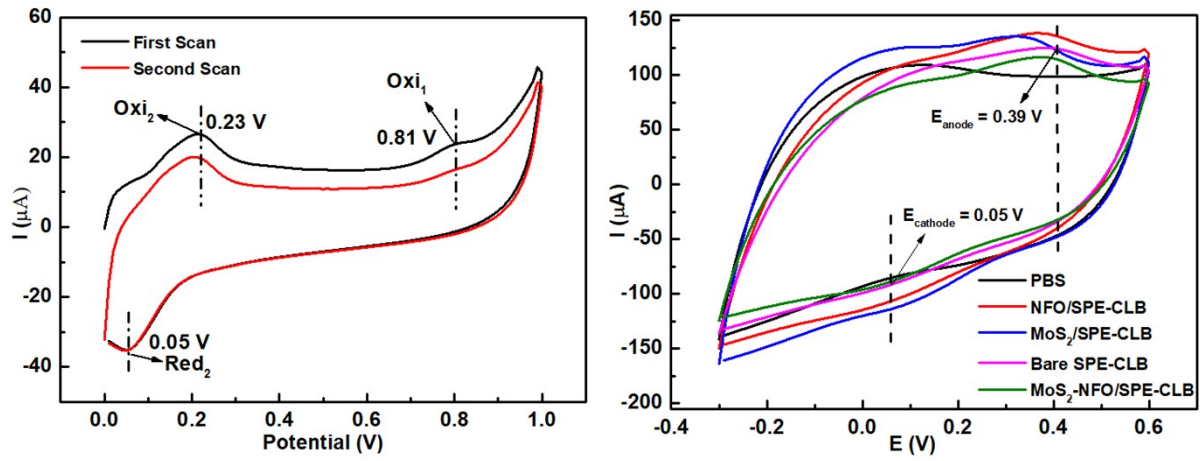 60
40
20
0
-20
-40
I (μA)
First Scan
Second Scan
Oxi₂
0.23 V
Oxi₁
0.81 V
0.05 V
Red₂
0.0 0.2 0.4 0.6 0.8 1.0
Potential (V)
150
100
50
0
-50
-100
-150
-200
I (μA)
E_anode = 0.39 V
E_cathode = 0.05 V
PBS
NFO/SPE-CLB
MoS₂/SPE-CLB
Bare SPE-CLB
MoS₂-NFO/SPE-CLB
-0.4 -0.2 0.0 0.2 0.4 0.6
E (V)